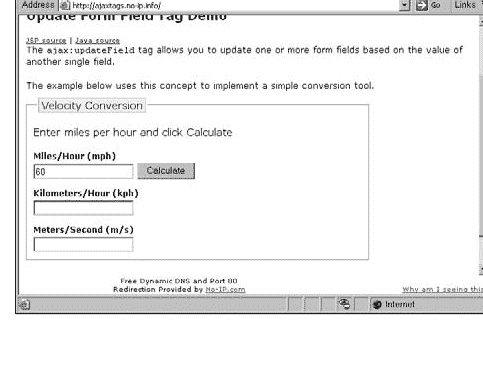 Address http://ajaxtags.no-ip.info/ Go Links
Update Form Field Tag Demo
JSP source | Java source
The ajax:updateField tag allows you to update one or more form fields based on the value of
another single field.
The example below uses this concept to implement a simple conversion tool.
Velocity Conversion
Enter miles per hour and click Calculate
Miles/Hour (mph)
60 Calculate
Kilometers/Hour (kph)
Meters/Second (m/s)
Free Dynamic DNS and Port 80
Redirection Provided by No-IP.com
Why am I seeing this
Internet